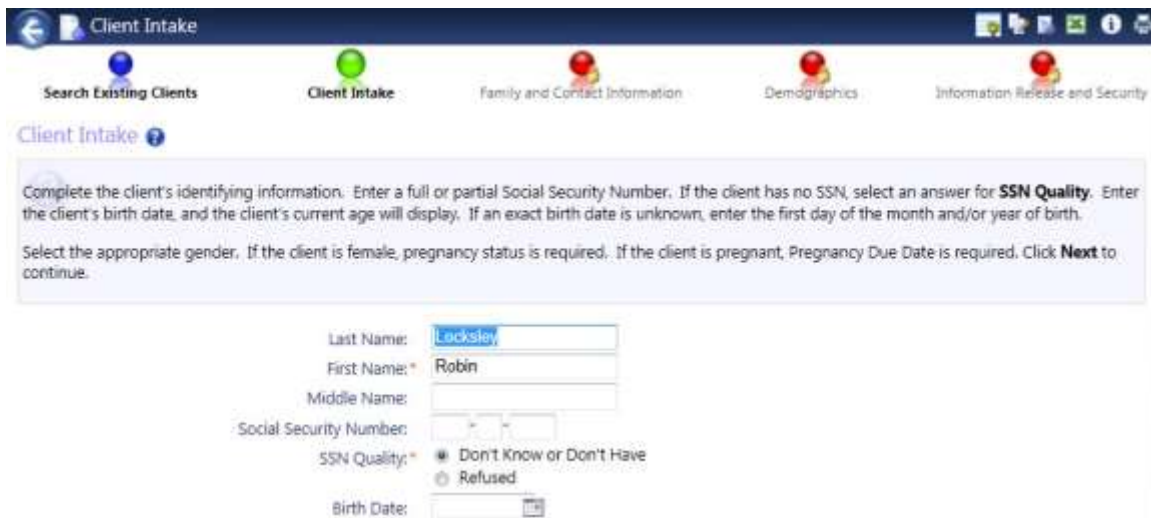 Client Intake
Search Existing Clients
Client Intake
Family and Contact Information
Demographics
Information Release and Security
Client Intake
Complete the client's identifying information. Enter a full or partial Social Security Number. If the client has no SSN, select an answer for SSN Quality. Enter
the client's birth date, and the client's current age will display. If an exact birth date is unknown, enter the first day of the month and/or year of birth.
Select the appropriate gender. If the client is female, pregnancy status is required. If the client is pregnant, Pregnancy Due Date is required. Click Next to
continue.
Last Name: Locksley
First Name:* Robin
Middle Name:
Social Security Number: - -
SSN Quality:* Don't Know or Don't Have
Refused
Birth Date: